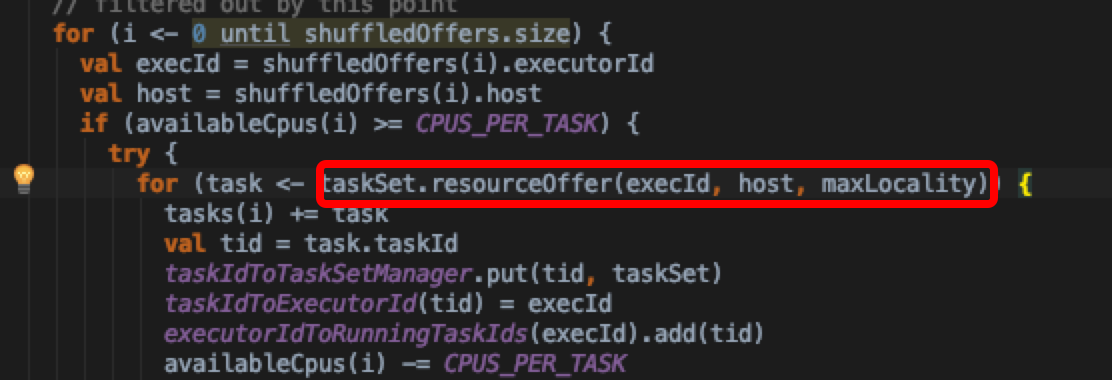 // filtered out by this point
for (i <- 0 until shuffledOffers.size) {
val execId = shuffledOffers(i).executorId
val host = shuffledOffers(i).host
if (availableCpus(i) >= CPUS_PER_TASK) {
try {
for (task <- taskSet.resourceOffer(execId, host, maxLocality)) {
tasks(i) += task
val tid = task.taskId
taskIdToTaskSetManager.put(tid, taskSet)
taskIdToExecutorId(tid) = execId
executorIdToRunningTaskIds(execId).add(tid)
availableCpus(i) -= CPUS_PER_TASK